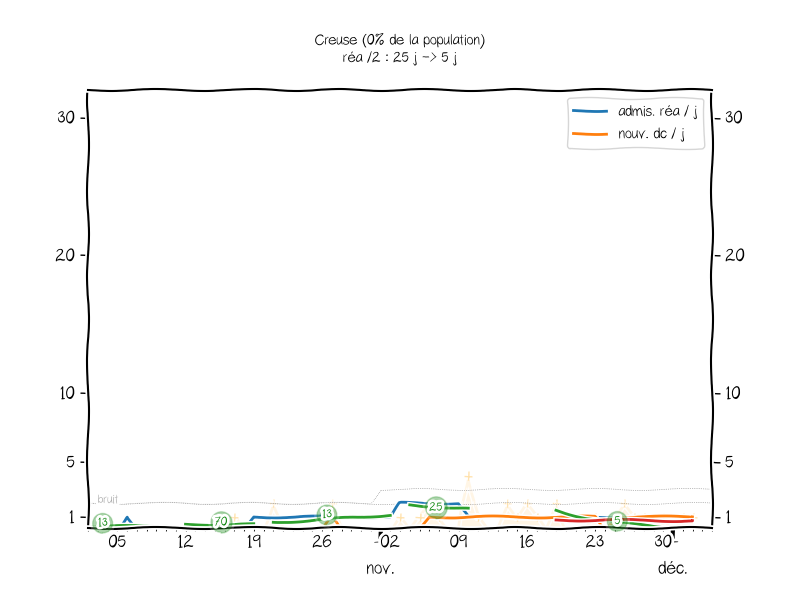 Creuse (0% de la population)
réa /2 : 25 j -> 5 j
admis. réa / j
nouv. dc / j
30 30
20 20
10 10
5 5
bruit
1 1
13 70 13 25 5
05 12 19 26 02 09 16 23 30
nov. déc.